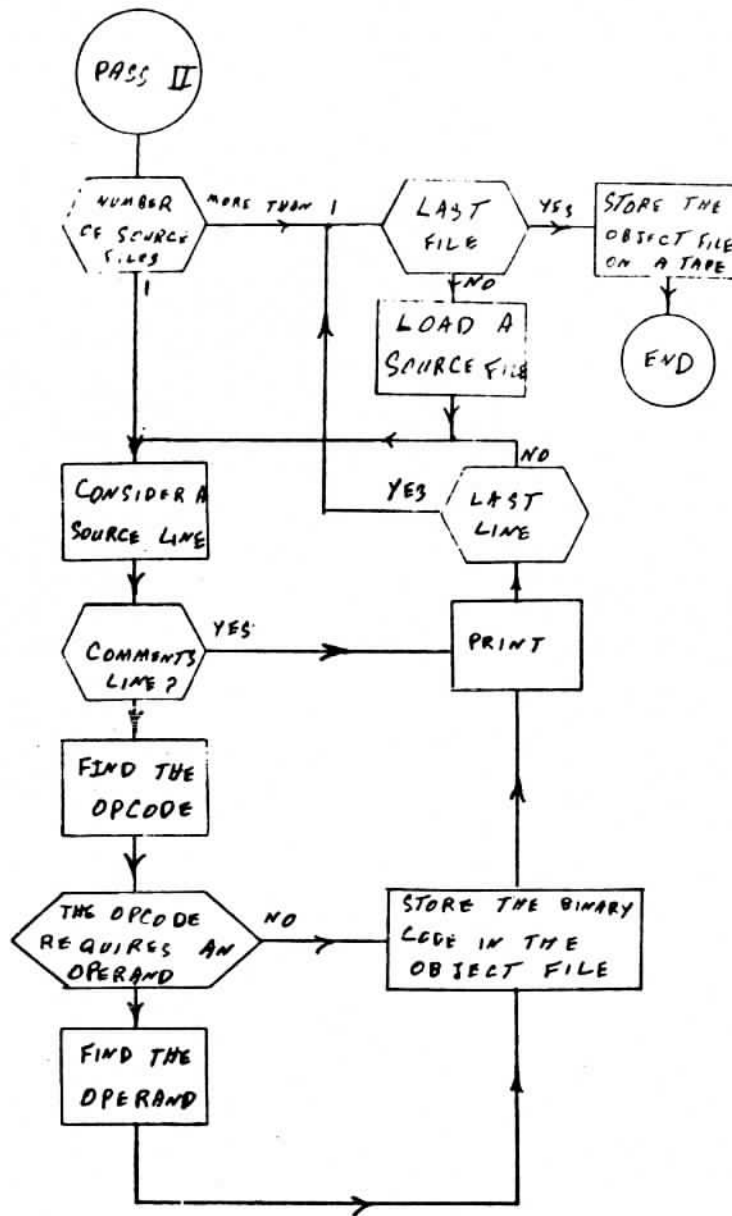 PASS II
NUMBER
OF SOURCE
FILES
MORE THAN 1
LAST
FILE
YES
STORE THE
OBJECT FILE
ON A TAPE
1
NO
LOAD A
SOURCE FILE
END
CONSIDER A
SOURCE LINE
YES
NO
LAST
LINE
COMMENTS
LINE?
YES
PRINT
FIND THE
OPCODE
THE OPCODE
REQUIRES AN
OPERAND
NO
STORE THE BINARY
CODE IN THE
OBJECT FILE
FIND THE
OPERAND